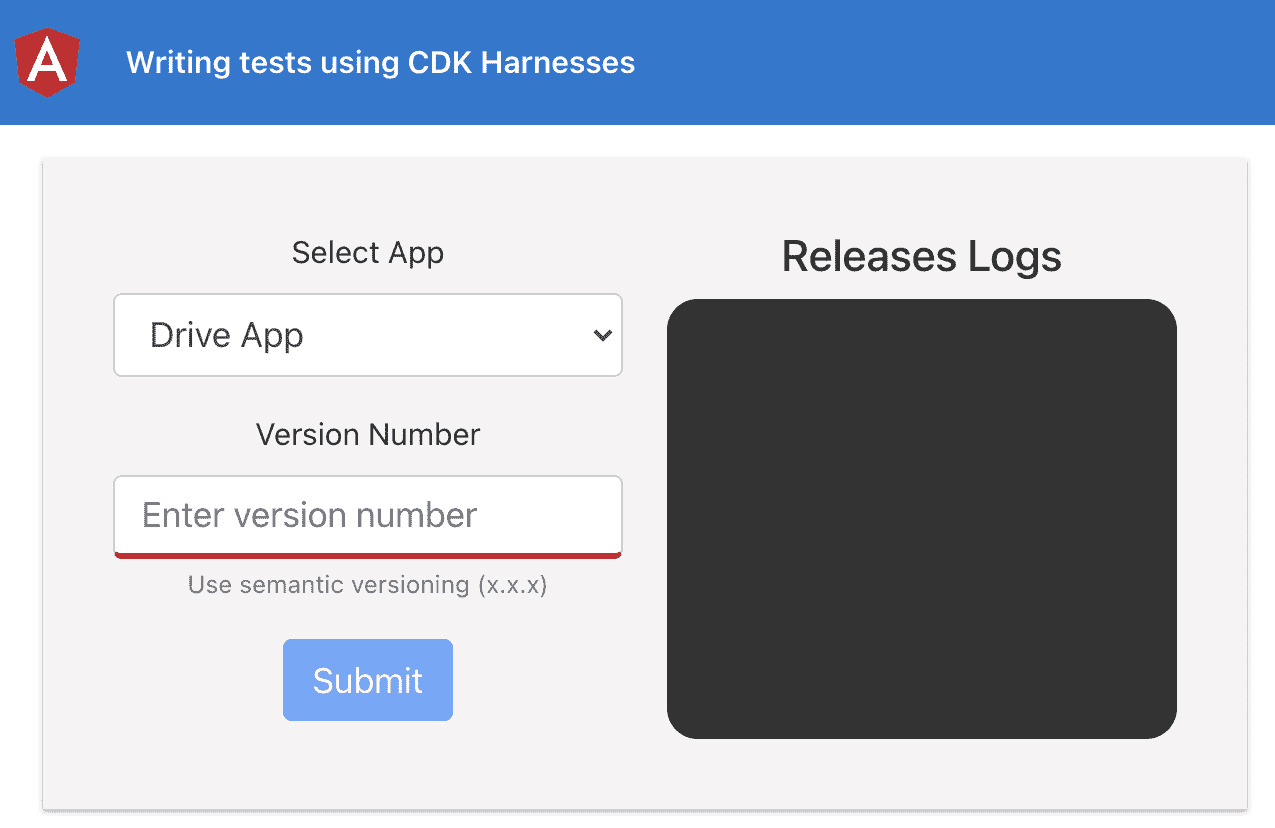 Writing tests using CDK Harnesses
Select App
Drive App
Version Number
Enter version number
Use semantic versioning (x.x.x)
Submit
Releases Logs